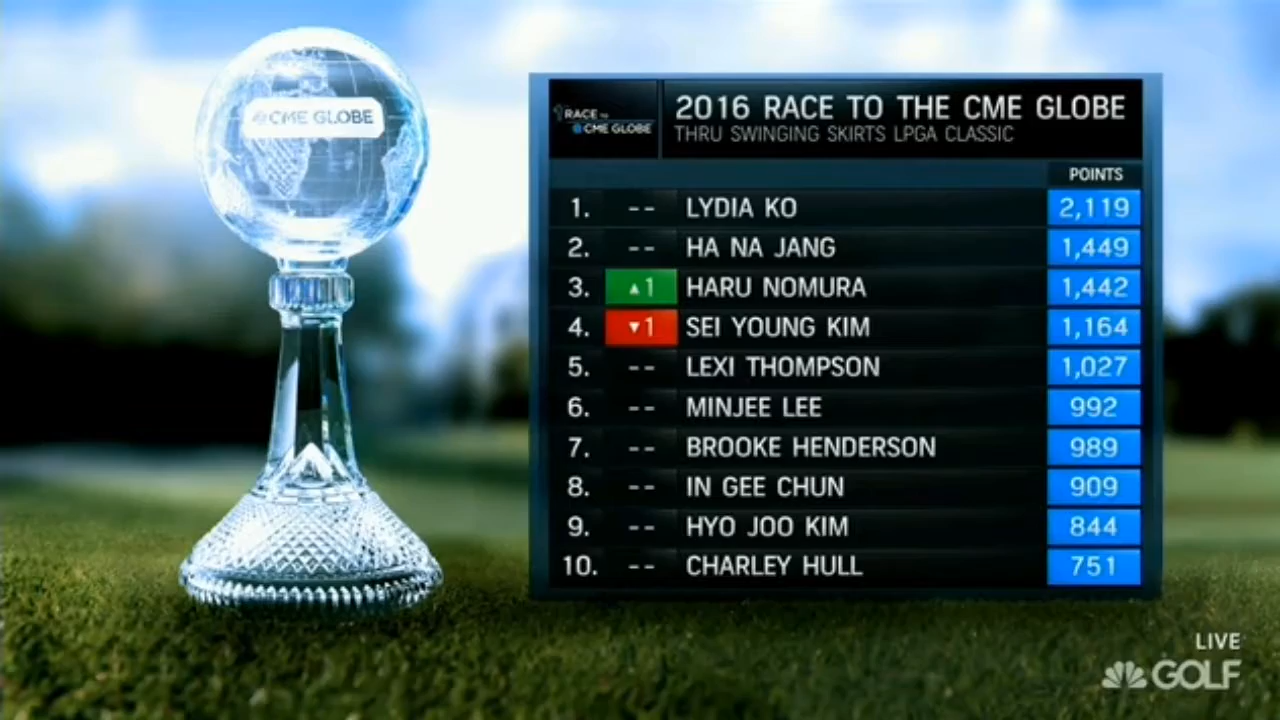 CME GLOBE
RACE TO
CME GLOBE
2016 RACE TO THE CME GLOBE
THRU SWINGING SKIRTS LPGA CLASSIC
POINTS
1. -- LYDIA KO 2,119
2. -- HA NA JANG 1,449
3. ▲1 HARU NOMURA 1,442
4. ▼1 SEI YOUNG KIM 1,164
5. -- LEXI THOMPSON 1,027
6. -- MINJEE LEE 992
7. -- BROOKE HENDERSON 989
8. -- IN GEE CHUN 909
9. -- HYO JOO KIM 844
10. -- CHARLEY HULL 751
LIVE
GOLF